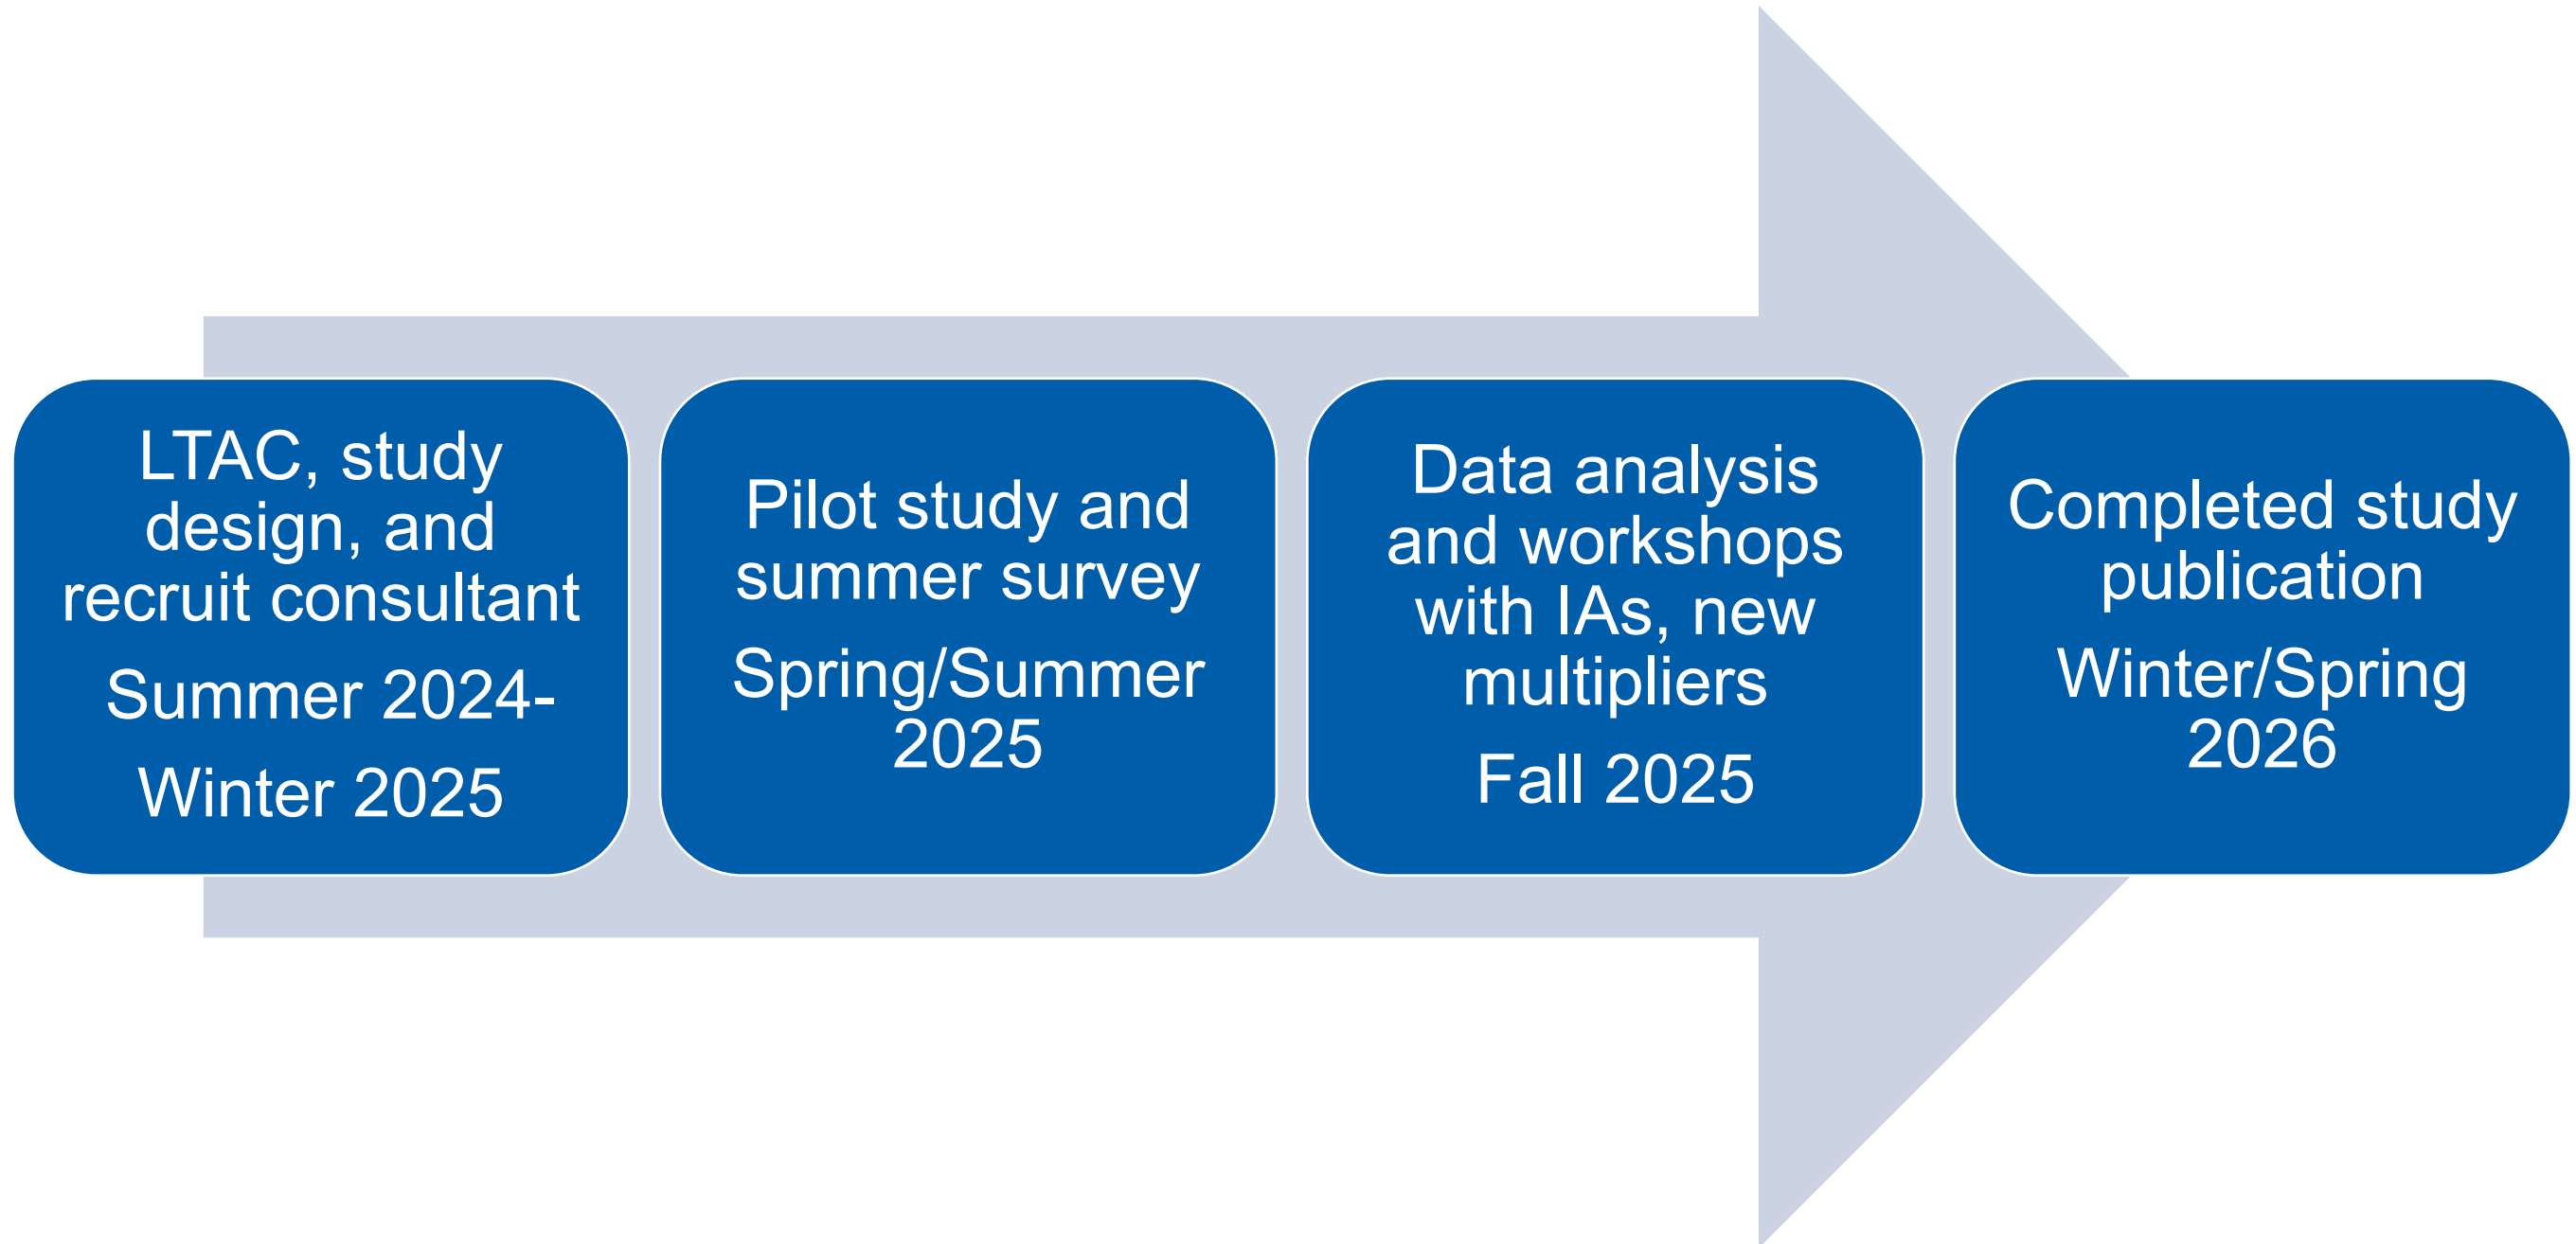 LTAC, study
design, and
recruit consultant
Summer 2024-
Winter 2025
Pilot study and
summer survey
Spring/Summer
2025
Data analysis
and workshops
with IAs, new
multipliers
Fall 2025
Completed study
publication
Winter/Spring
2026